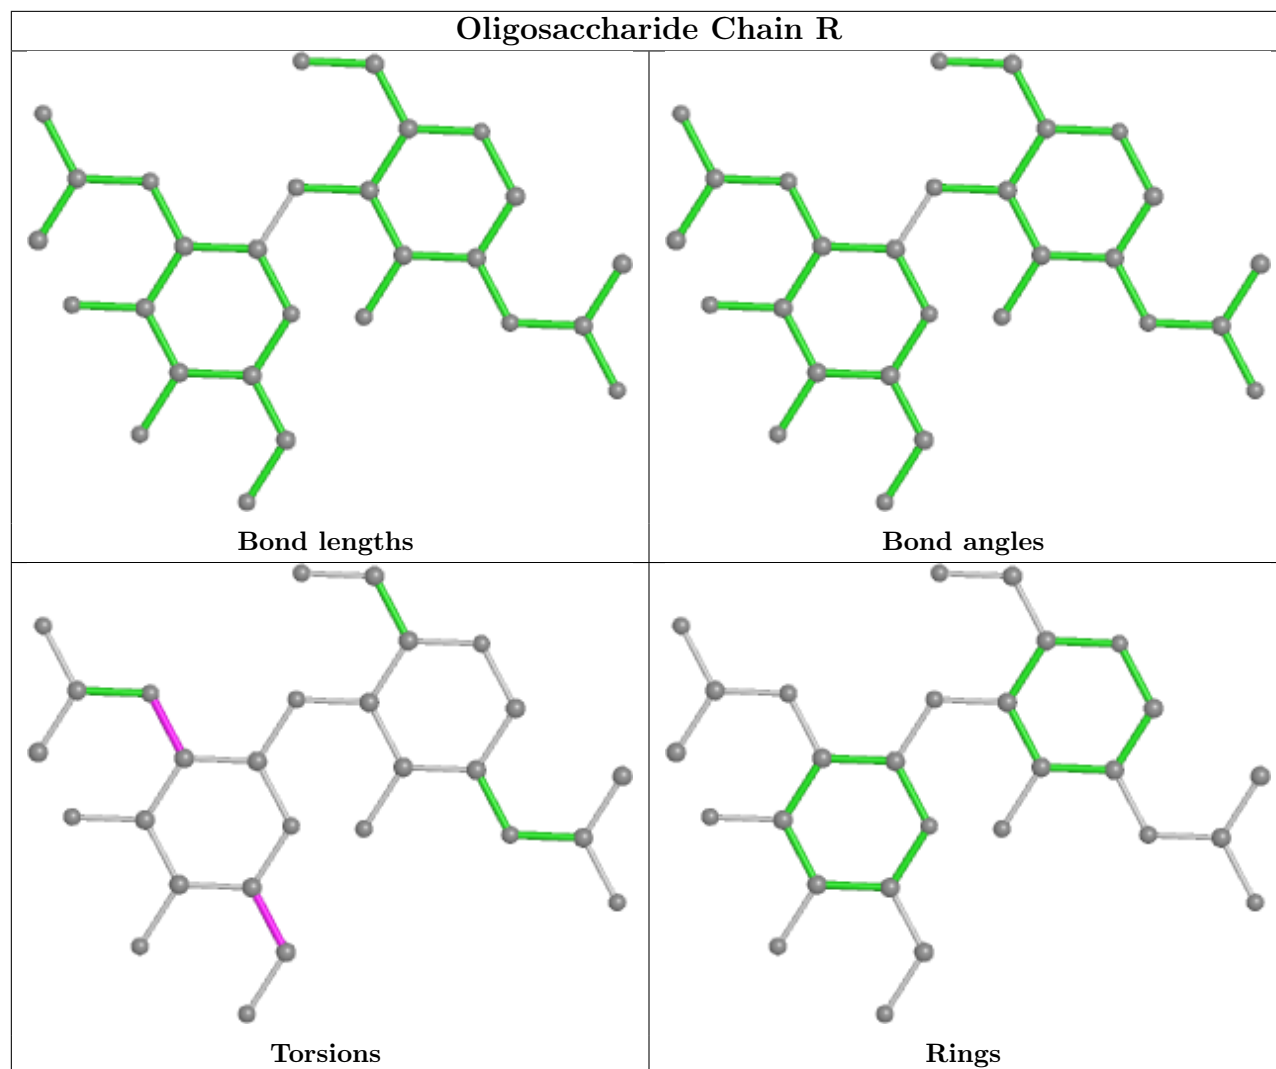 Oligosaccharide Chain R
Bond lengths
Bond angles
Torsions
Rings